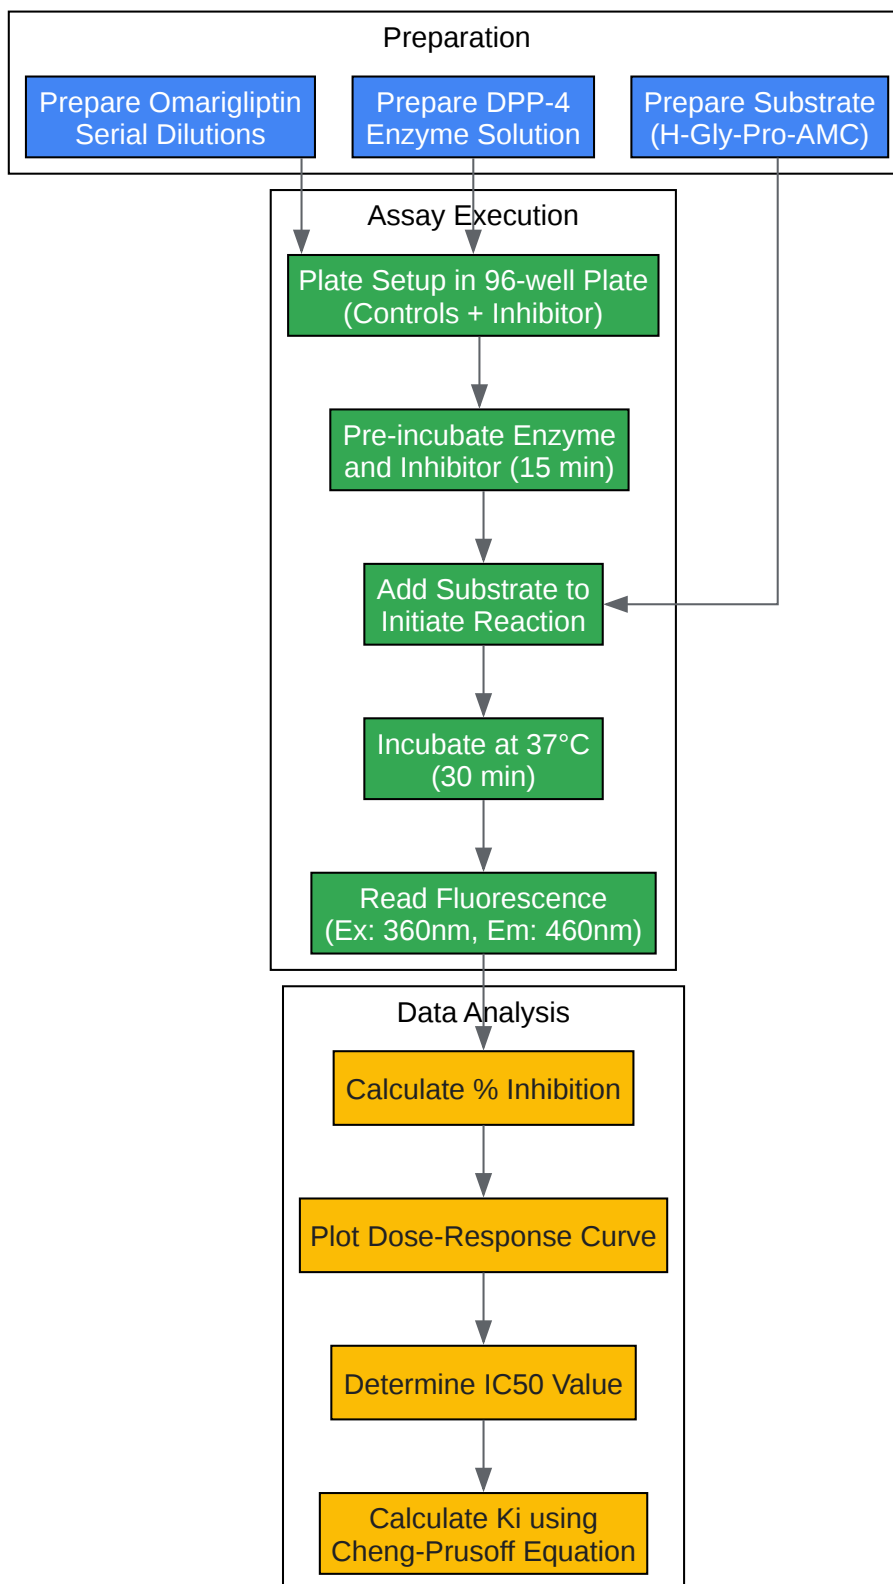 Preparation
Prepare Omarigliptin
Serial Dilutions
Prepare DPP-4
Enzyme Solution
Prepare Substrate
(H-Gly-Pro-AMC)
Assay Execution
Plate Setup in 96-well Plate
(Controls + Inhibitor)
Pre-incubate Enzyme
and Inhibitor (15 min)
Add Substrate to
Initiate Reaction
Incubate at 37°C
(30 min)
Read Fluorescence
(Ex: 360nm, Em: 460nm)
Data Analysis
Calculate % Inhibition
Plot Dose-Response Curve
Determine IC50 Value
Calculate Ki using
Cheng-Prusoff Equation